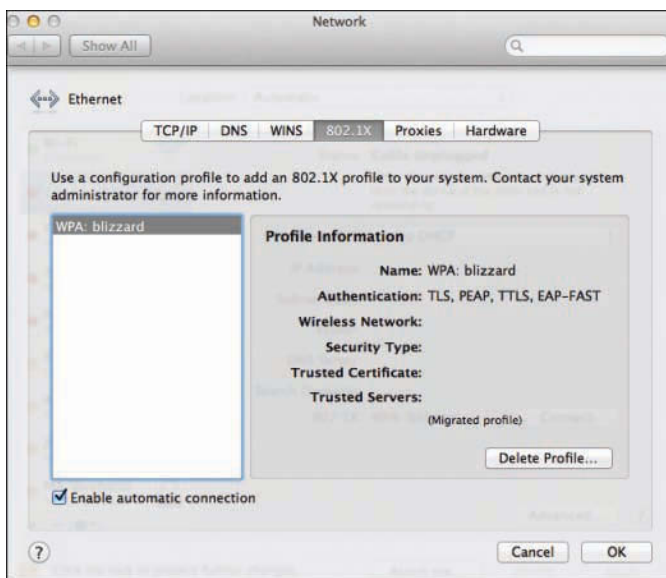 Network
Show All
Ethernet
TCP/IP DNS WINS 802.1X Proxies Hardware
Use a configuration profile to add an 802.1X profile to your system. Contact your system
administrator for more information.
WPA: blizzard
Profile Information
Name: WPA: blizzard
Authentication: TLS, PEAP, TTLS, EAP-FAST
Wireless Network:
Security Type:
Trusted Certificate:
Trusted Servers:
(Migrated profile)
Delete Profile...
Enable automatic connection
?
Cancel OK